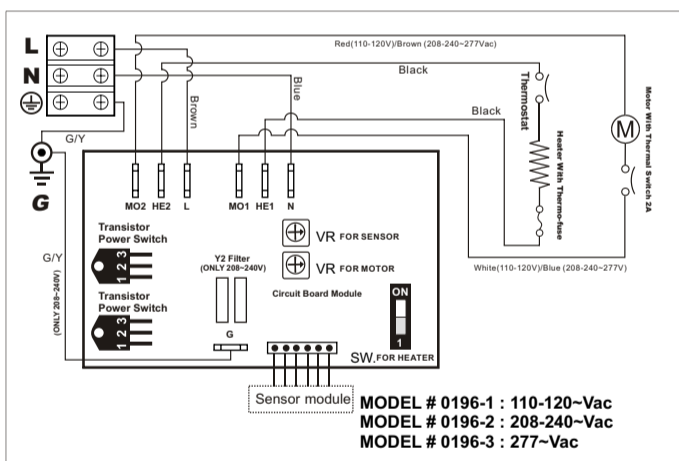 L
N
G/Y
G
Red(110-120V)/Brown (208-240~277Vac)
Black
Blue
Brown
Black
Thermostat
Heater With Thermo-fuse
M
Motor With Thermal Switch 2A
MO2 HE2 L MO1 HE1 N
Transistor
Power Switch
1 2 3
VR FOR SENSOR
Y2 Filter
(ONLY 208~240V)
VR FOR MOTOR
White(110-120V)/Blue (208-240~277V)
G/Y
(ONLY 208~240V)
Transistor
Power Switch
1 2 3
Circuit Board Module
ON
1
G
SW.FOR HEATER
Sensor module
MODEL # 0196-1 : 110-120~Vac
MODEL # 0196-2 : 208-240~Vac
MODEL # 0196-3 : 277~Vac